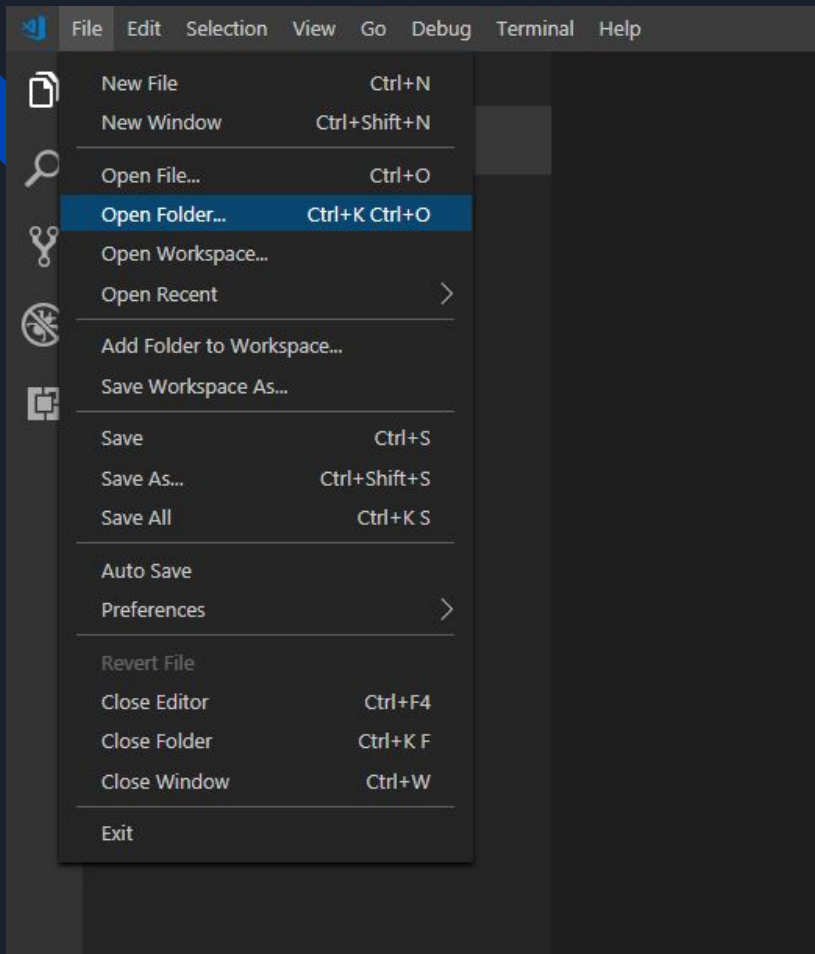 File Edit Selection View Go Debug Terminal Help
New File Ctrl+N
New Window Ctrl+Shift+N
Open File... Ctrl+O
Open Folder... Ctrl+K Ctrl+O
Open Workspace...
Open Recent
Add Folder to Workspace...
Save Workspace As...
Save Ctrl+S
Save As... Ctrl+Shift+S
Save All Ctrl+K S
Auto Save
Preferences
Revert File
Close Editor Ctrl+F4
Close Folder Ctrl+K F
Close Window Ctrl+W
Exit